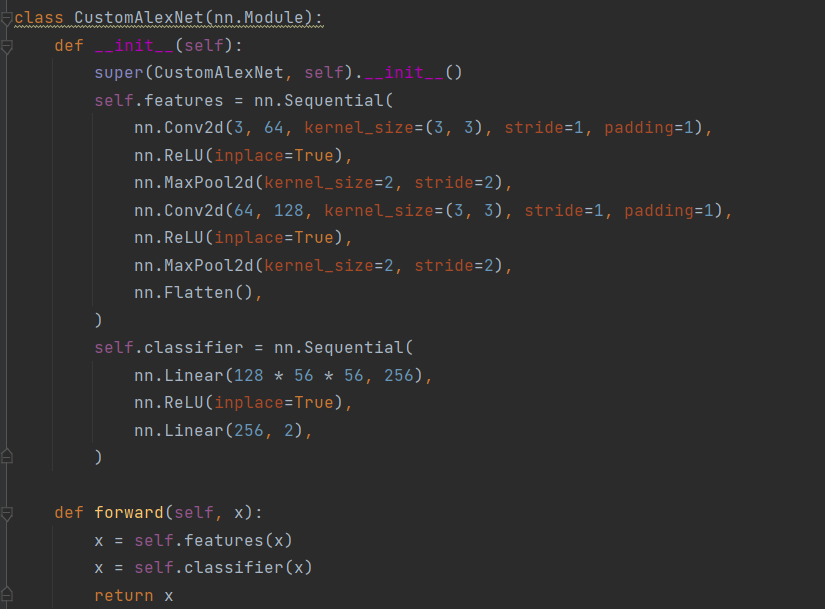 class CustomAlexNet(nn.Module):
    def __init__(self):
        super(CustomAlexNet, self).__init__()
        self.features = nn.Sequential(
            nn.Conv2d(3, 64, kernel_size=(3, 3), stride=1, padding=1),
            nn.ReLU(inplace=True),
            nn.MaxPool2d(kernel_size=2, stride=2),
            nn.Conv2d(64, 128, kernel_size=(3, 3), stride=1, padding=1),
            nn.ReLU(inplace=True),
            nn.MaxPool2d(kernel_size=2, stride=2),
            nn.Flatten(),
        )
        self.classifier = nn.Sequential(
            nn.Linear(128 * 56 * 56, 256),
            nn.ReLU(inplace=True),
            nn.Linear(256, 2),
        )

    def forward(self, x):
        x = self.features(x)
        x = self.classifier(x)
        return x